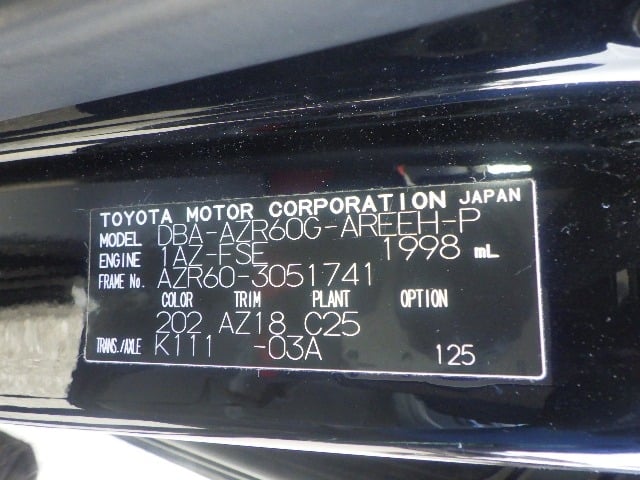 TOYOTA MOTOR CORPORATION JAPAN
MODEL DBA-AZR60G-AREEH-P
ENGINE 1AZ-FSE 1998 mL
FRAME No. AZR60-3051741
COLOR TRIM PLANT OPTION
202 AZ18 C25
TRANS./AXLE K111 -03A 125